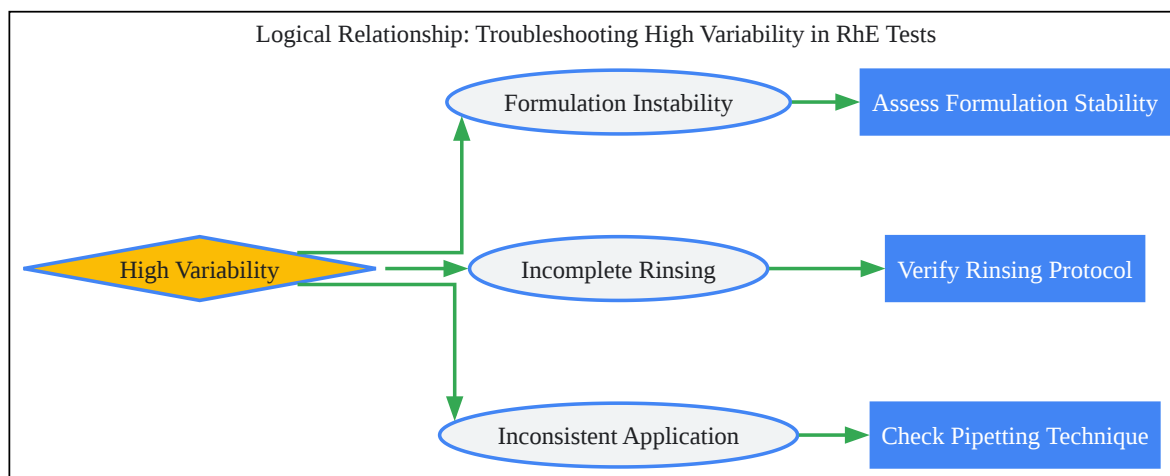 Logical Relationship: Troubleshooting High Variability in RhE Tests
Formulation Instability
Assess Formulation Stability
High Variability
Incomplete Rinsing
Verify Rinsing Protocol
Inconsistent Application
Check Pipetting Technique